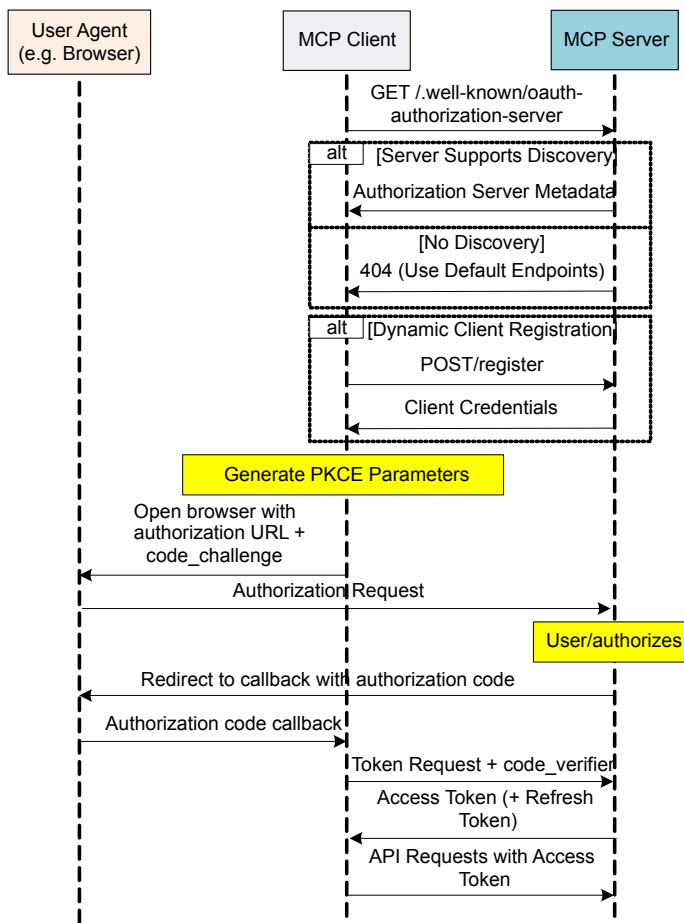 User Agent
(e.g. Browser)
MCP Client
MCP Server
GET /.well-known/oauth-
authorization-server
alt
[Server Supports Discovery
Authorization Server Metadata
[No Discovery]
404 (Use Default Endpoints)
alt
[Dynamic Client Registration
POST/register
Client Credentials
Generate PKCE Parameters
Open browser with
authorization URL +
code_challenge
Authorization Request
User/authorizes
Redirect to callback with authorization code
Authorization code callback
Token Request + code_verifier
Access Token (+ Refresh
Token)
API Requests with Access
Token